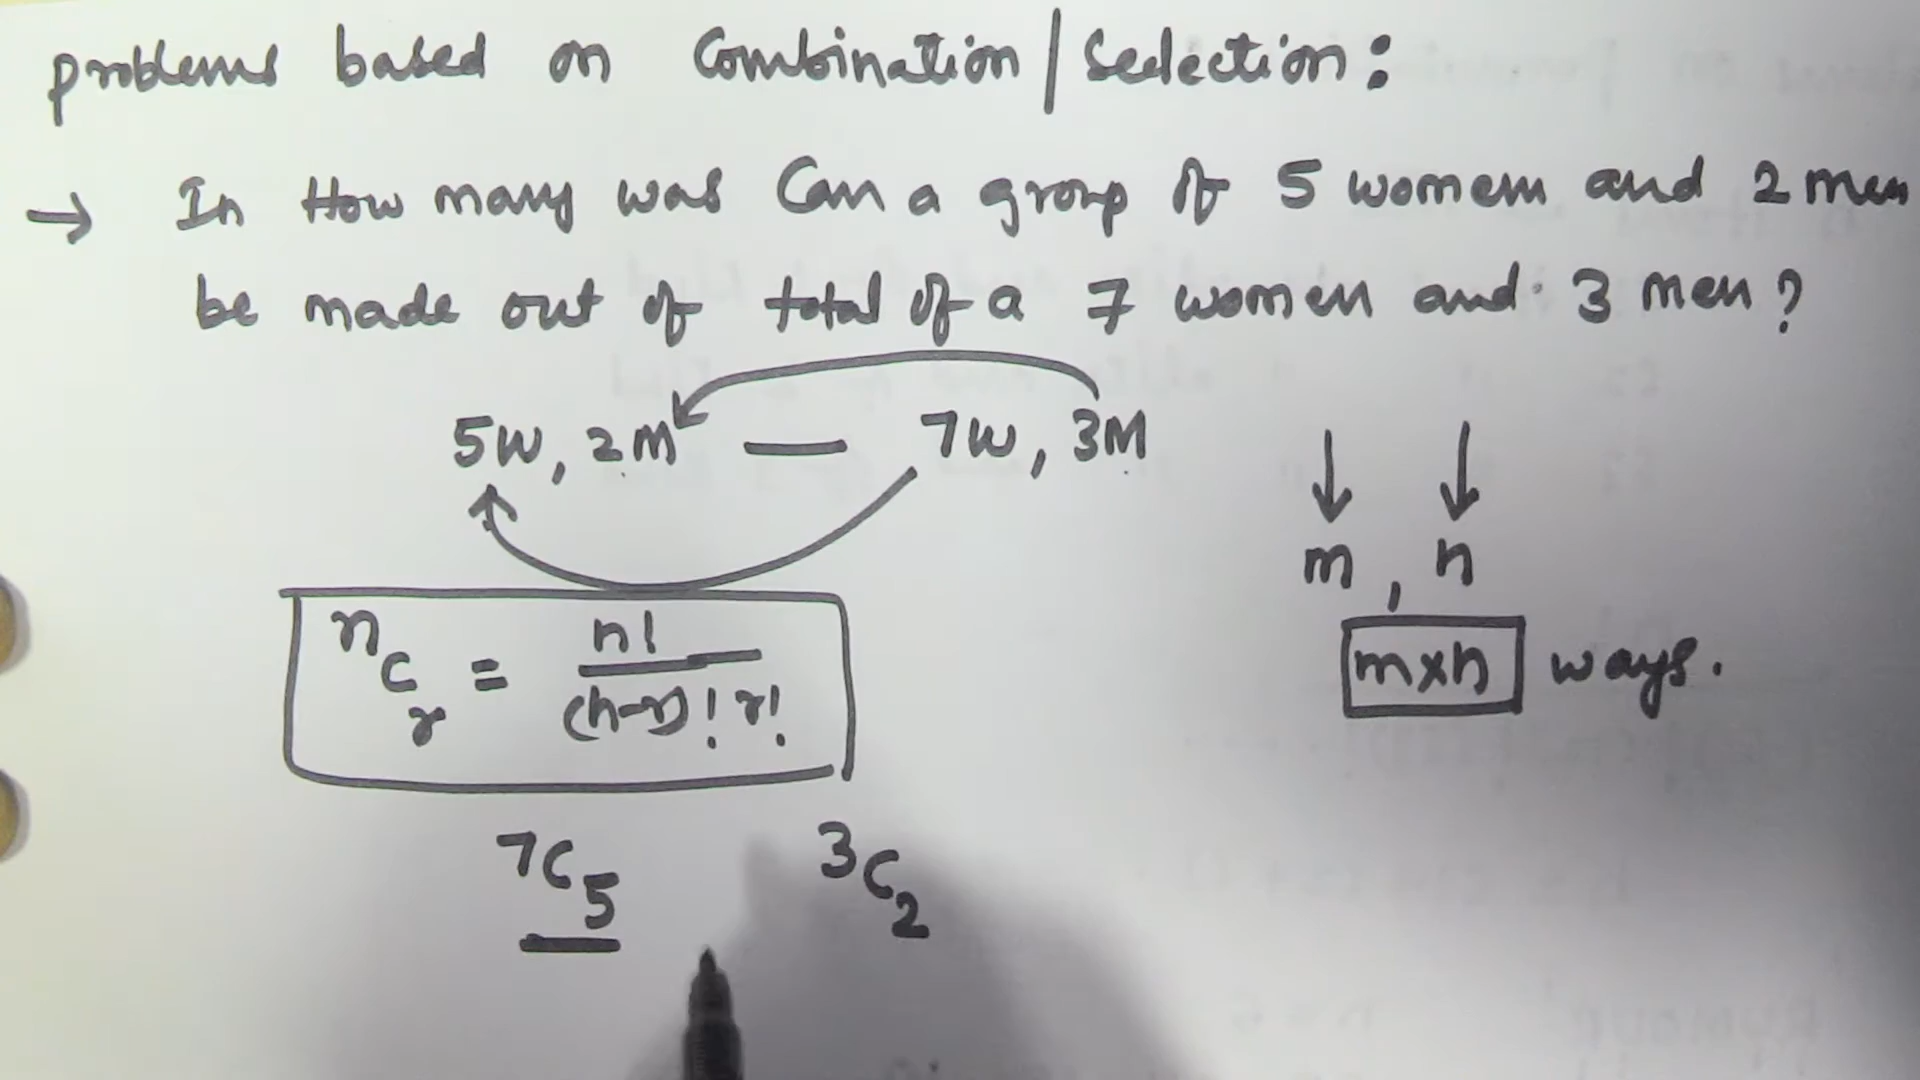 problems based on Combination/Selection:
→ In How many was Can a group of 5 women and 2 men
be made out of total of a 7 women and 3 men?
5W, 2M — 7W, 3M
↓ ↓
m, n
m×n ways.
nCr = n! / (n-r)! r!
7C5 3C2